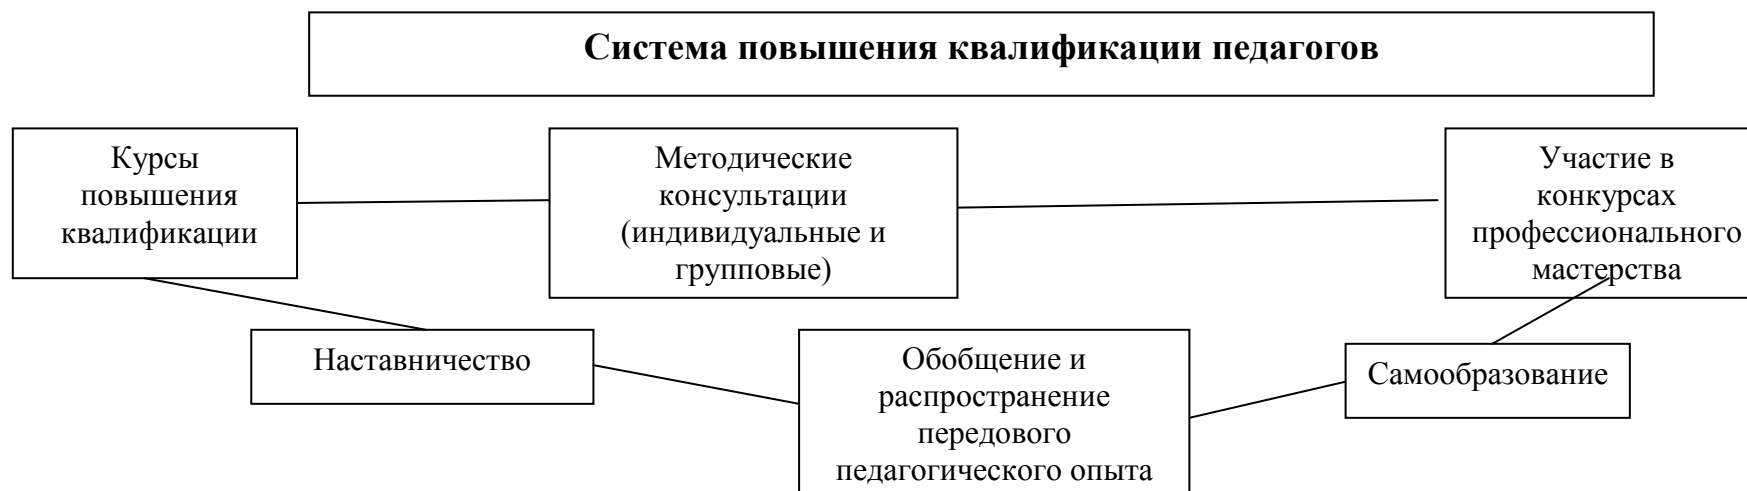 Система повышения квалификации педагогов
Курсы
повышения
квалификации
Методические
консультации
(индивидуальные и
групповые)
Участие в
конкурсах
профессионального
мастерства
Наставничество
Обобщение и
распространение
передового
педагогического опыта
Самообразование